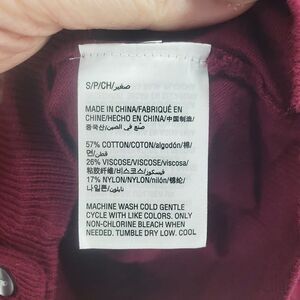 S/P/CH/صغير
MADE IN CHINA/FABRIQUÉ EN
CHINE/HECHO EN CHINA/中国制造/
중국산/صنع في الصين
57% COTTON/COTON/algodón/棉/
면/قطن
26% VISCOSE/VISCOSE/viscosa/
粘胶纤维/비스코스/فيسكوز
17% NYLON/NYLON/nilón/锦纶/
나일론/نايلون
MACHINE WASH COLD GENTLE
CYCLE WITH LIKE COLORS. ONLY
NON-CHLORINE BLEACH WHEN
NEEDED. TUMBLE DRY LOW. COOL